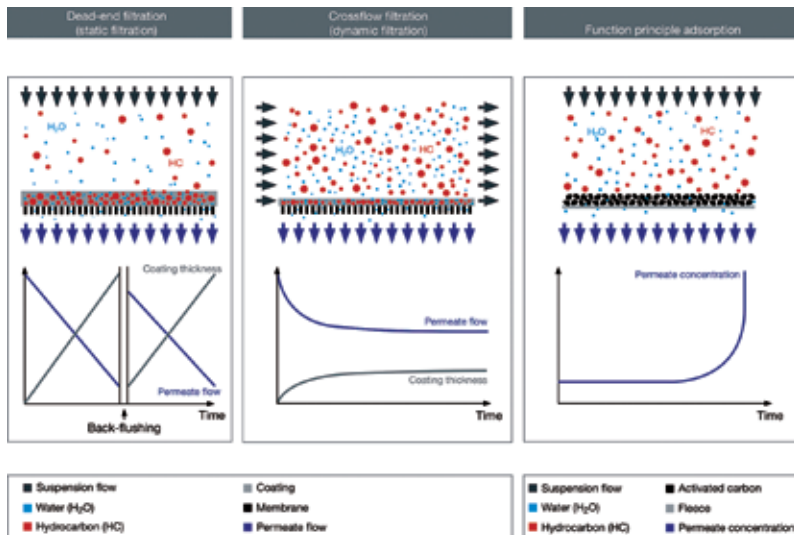 Dead-end filtration
(static filtration)
Crossflow filtration
(dynamic filtration)
Function principle adsorption
H₂O
HC
H₂O
HC
H₂O
HC
Coating thickness
Permeate flow
Time
Back-flushing
Permeate flow
Coating thickness
Time
Permeate concentration
Time
Suspension flow
Water (H₂O)
Hydrocarbon (HC)
Coating
Membrane
Permeate flow
Suspension flow
Water (H₂O)
Hydrocarbon (HC)
Activated carbon
Fleece
Permeate concentration